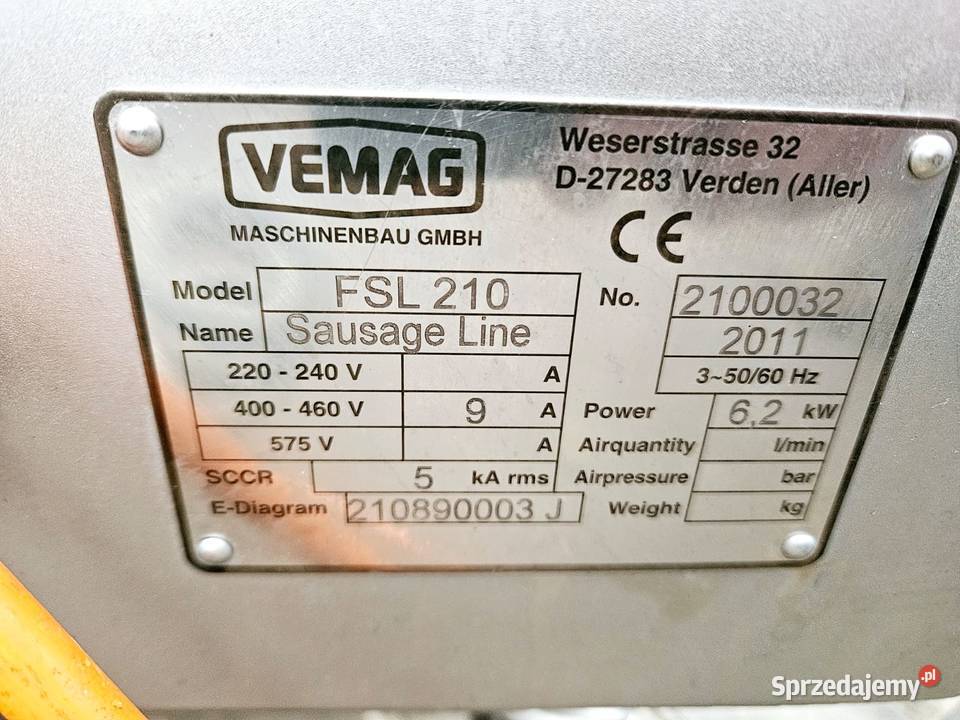 VEMAG
MASCHINENBAU GMBH
Weserstrasse 32
D-27283 Verden (Aller)
CE
Model FSL 210
Name Sausage Line
No. 2100032
2011
3~50/60 Hz
220 - 240 V A
400 - 460 V 9 A
575 V A
SCCR 5 kA rms
E-Diagram 210890003 J
Power 6,2 kW
Airquantity l/min
Airpressure bar
Weight kg
Sprzedajemy.pl